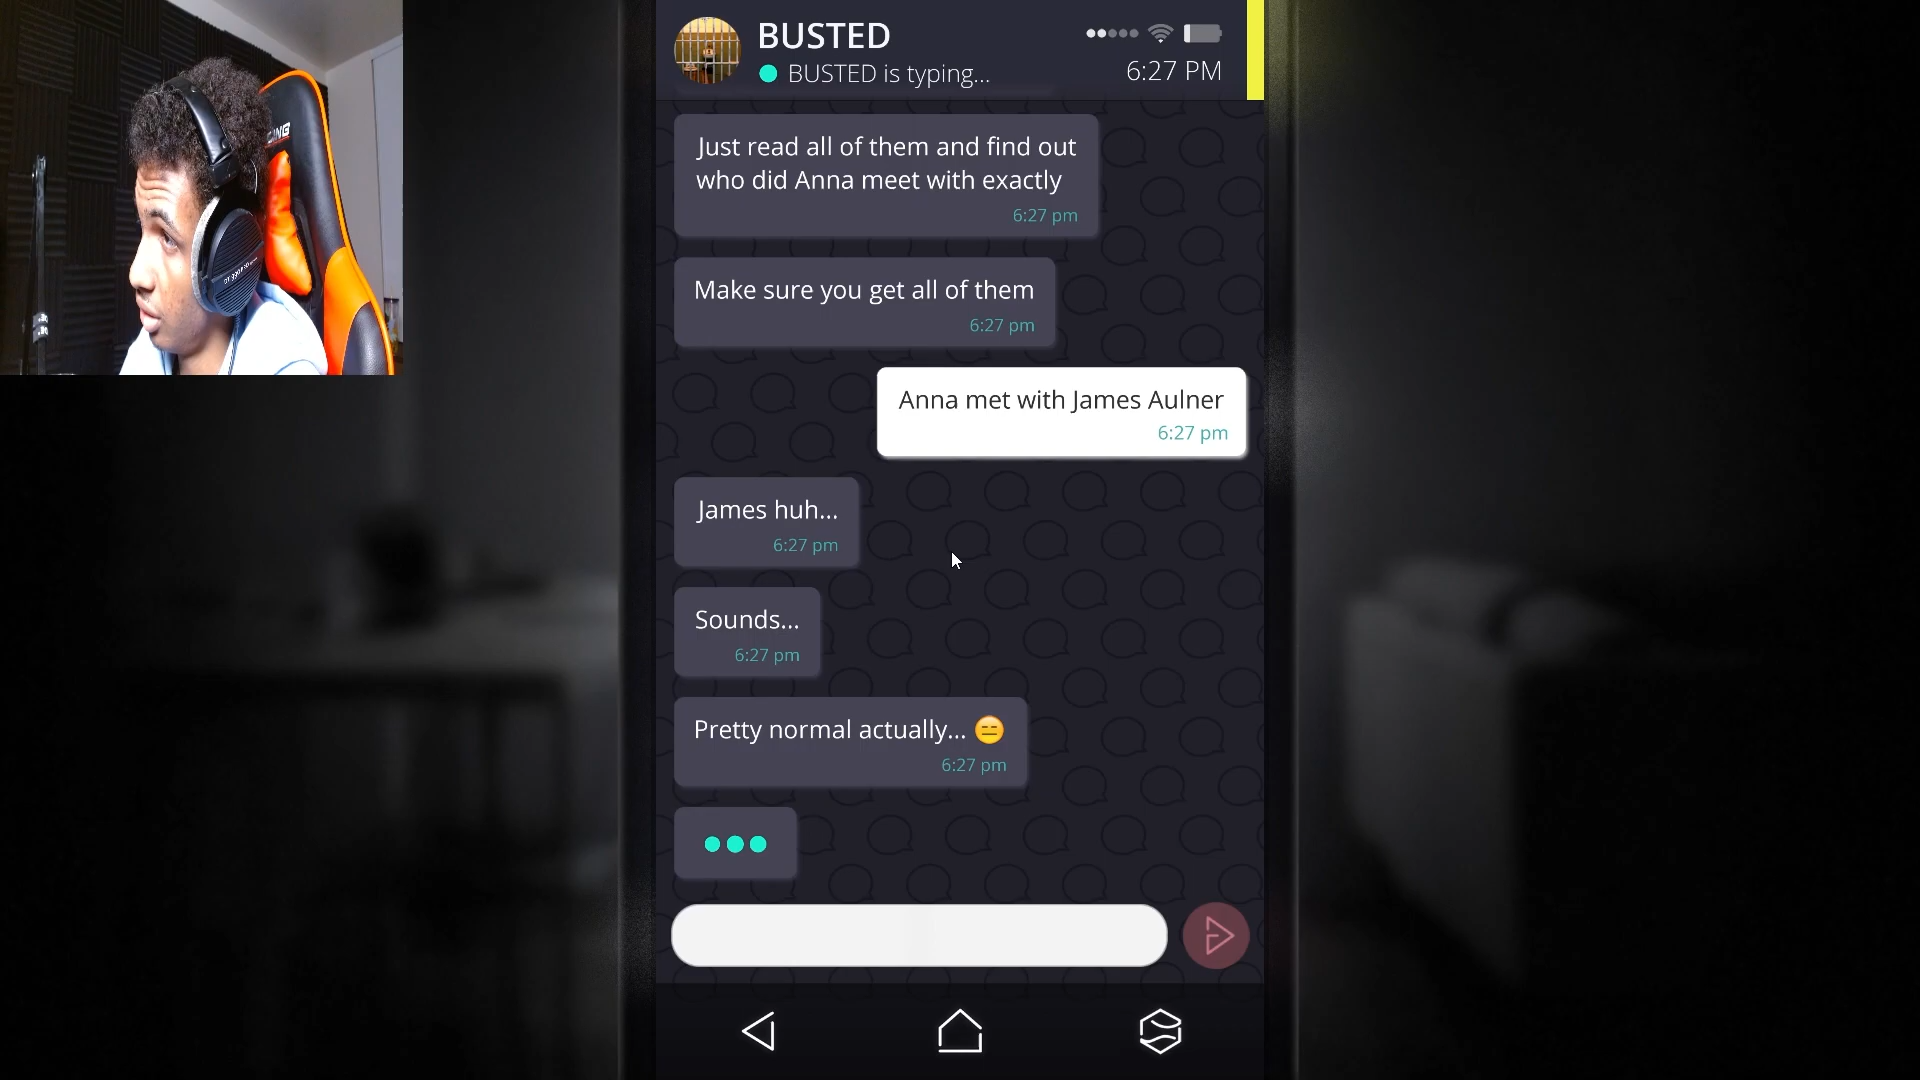 BUSTED
BUSTED is typing...
6:27 PM
Just read all of them and find out
who did Anna meet with exactly
6:27 pm
Make sure you get all of them
6:27 pm
Anna met with James Aulner
6:27 pm
James huh...
6:27 pm
Sounds...
6:27 pm
Pretty normal actually... 😑
6:27 pm